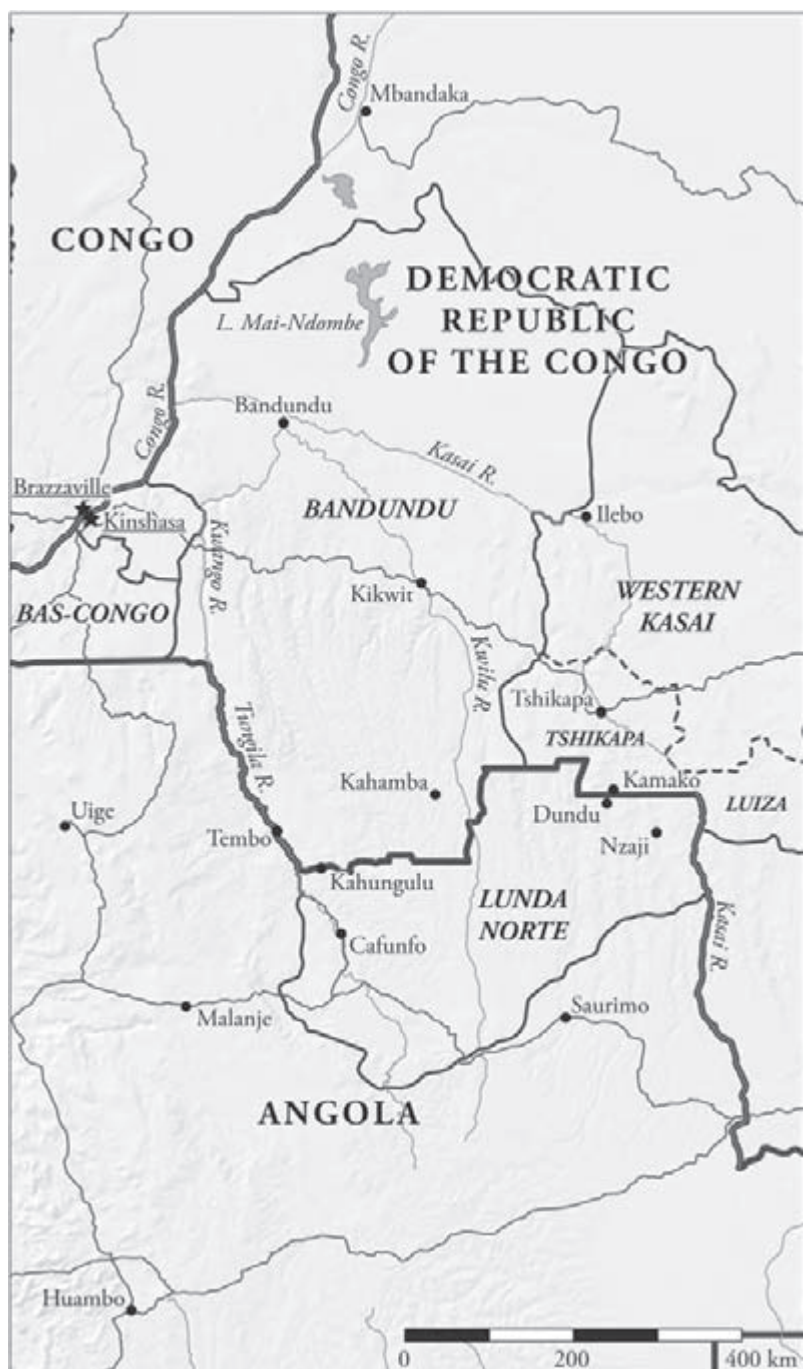 Congo R.
Mbandaka
CONGO
DEMOCRATIC
REPUBLIC
OF THE CONGO
L. Mai-Ndombe
Congo R.
Bandundu
Kasai R.
Brazzaville
Kinshasa
BANDUNDU
Ilebo
Kwango R.
BAS-CONGO
Kikwit
WESTERN
KASAI
Kwilu R.
Tshikapa
TSHIKAPA
Tungila R.
Kahamba
Kamako
Dundu
LUIZA
Uige
Tembo
Nzaji
Kahungulu
LUNDA
NORTE
Kasai R.
Cafunfo
Malanje
Saurimo
ANGOLA
Huambo
0 200 400 km